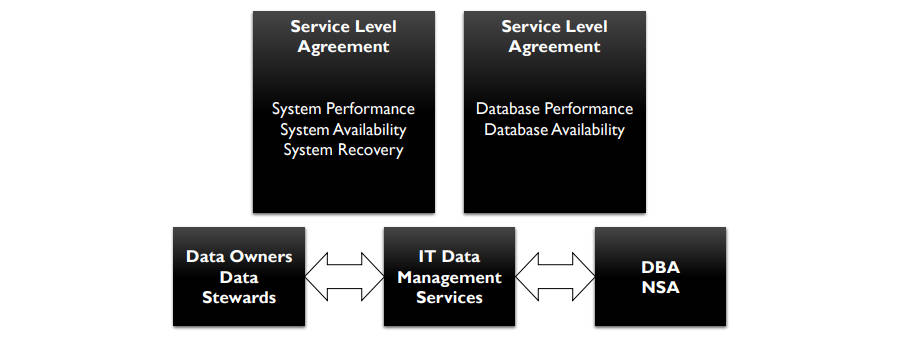 Service Level
Agreement
System Performance
System Availability
System Recovery
Service Level
Agreement
Database Performance
Database Availability
Data Owners
Data
Stewards
IT Data
Management
Services
DBA
NSA